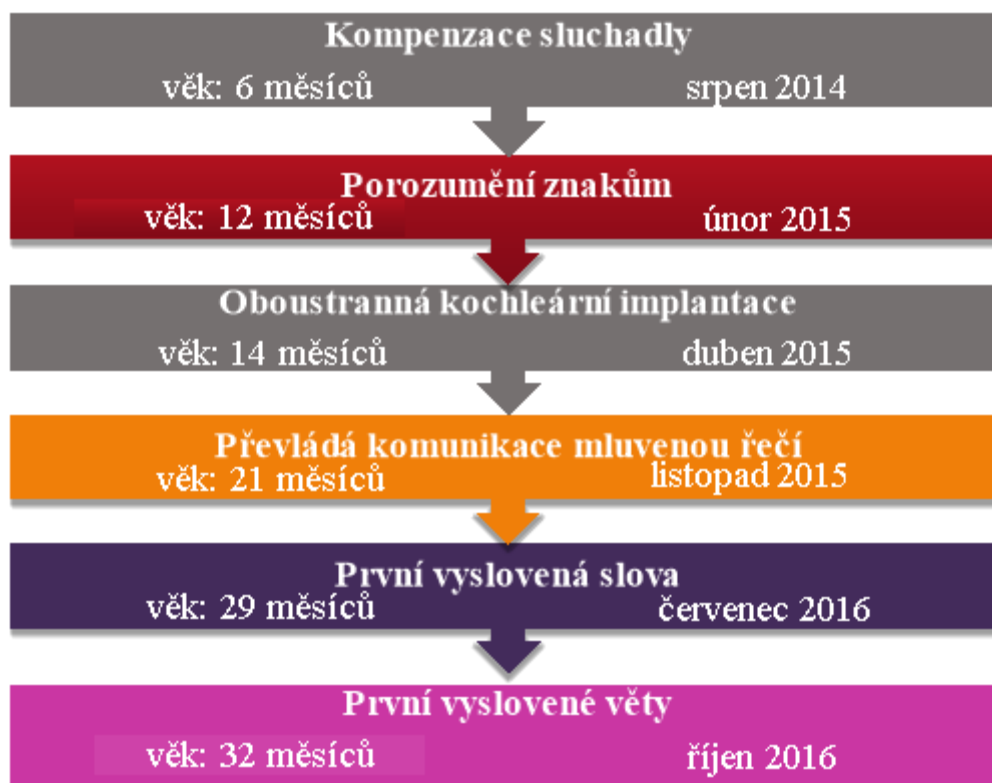 Kompenzace sluchadly
věk: 6 měsíců srpen 2014
Porozumění znakům
věk: 12 měsíců únor 2015
Oboustranná kochleární implantace
věk: 14 měsíců duben 2015
Převládá komunikace mluvenou řečí
věk: 21 měsíců listopad 2015
První vyslovená slova
věk: 29 měsíců červenec 2016
První vyslovené věty
věk: 32 měsíců říjen 2016